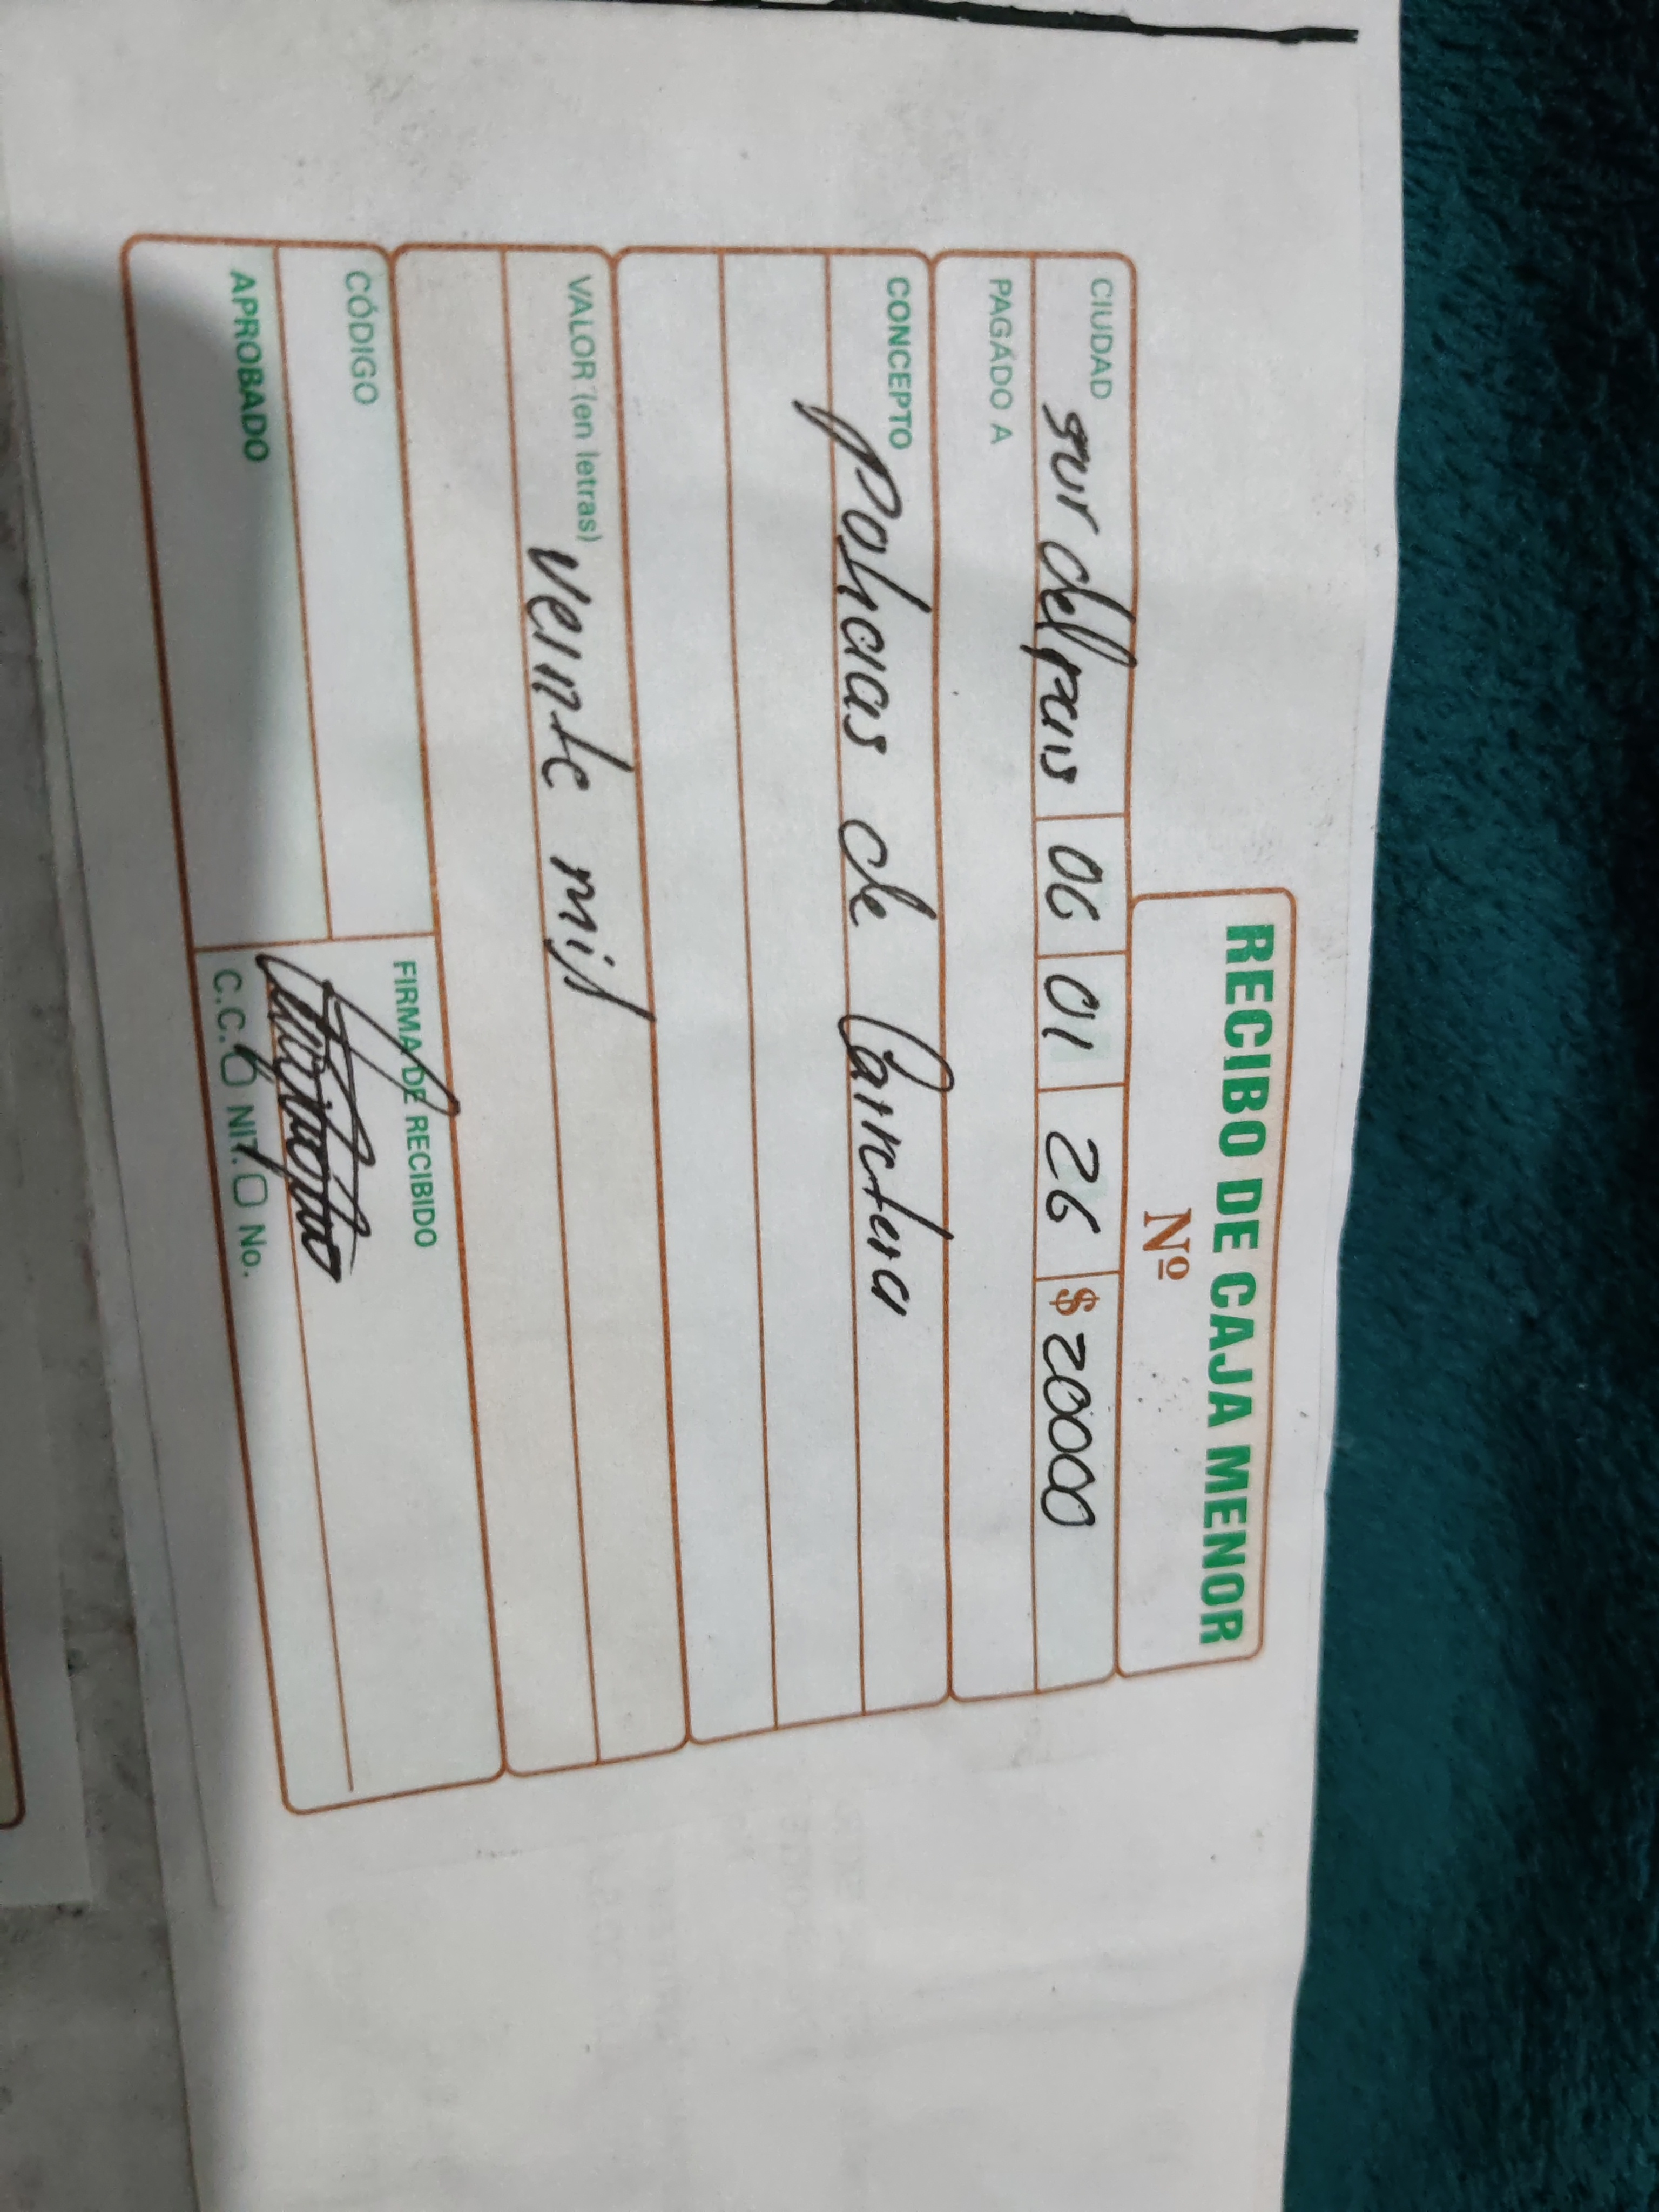 RECIBO DE CAJA MENOR
Nº
CIUDAD sur del pais 06 01 26 $ 20000
PAGADO A
CONCEPTO Policias de Carretera
VALOR (en letras) Veinte mil
CÓDIGO
FIRMA DE RECIBIDO
APROBADO
C.C. NIT. No.